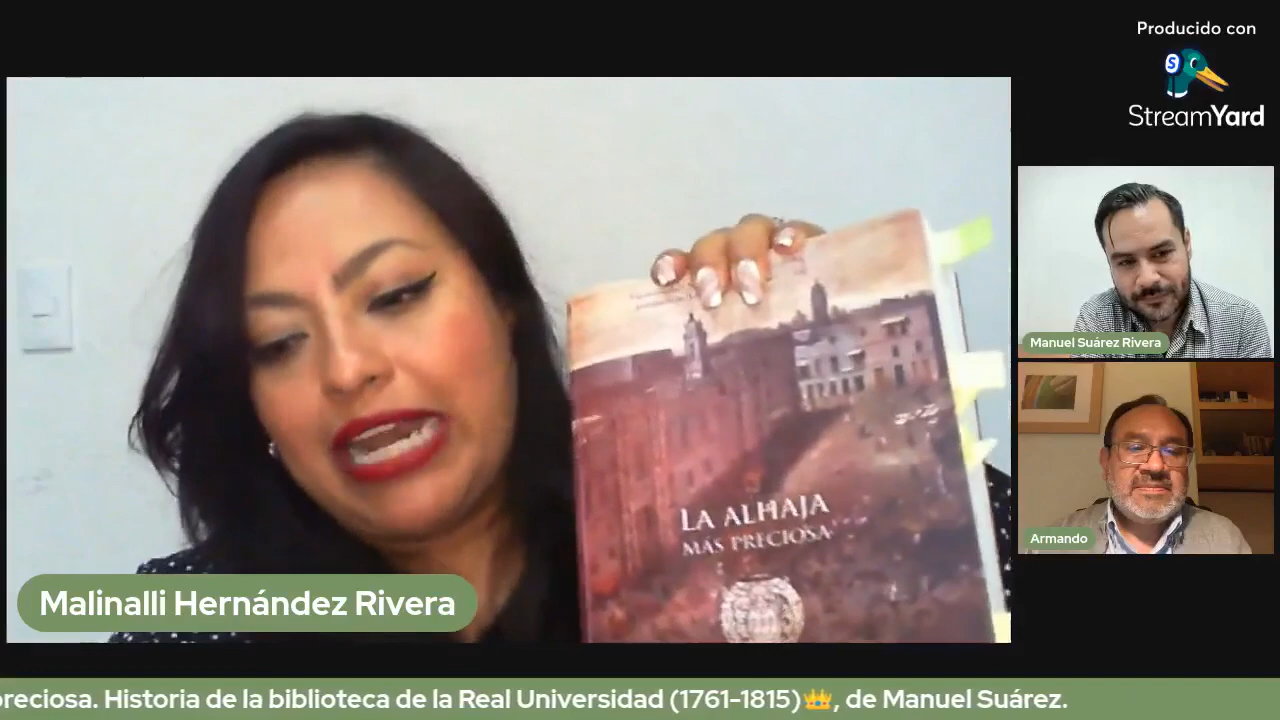 Producido con
StreamYard
LA ALHAJA
MÁS PRECIOSA
Manuel Suárez Rivera
Armando
Malinalli Hernández Rivera
preciosa. Historia de la biblioteca de la Real Universidad (1761-1815)👑, de Manuel Suárez.